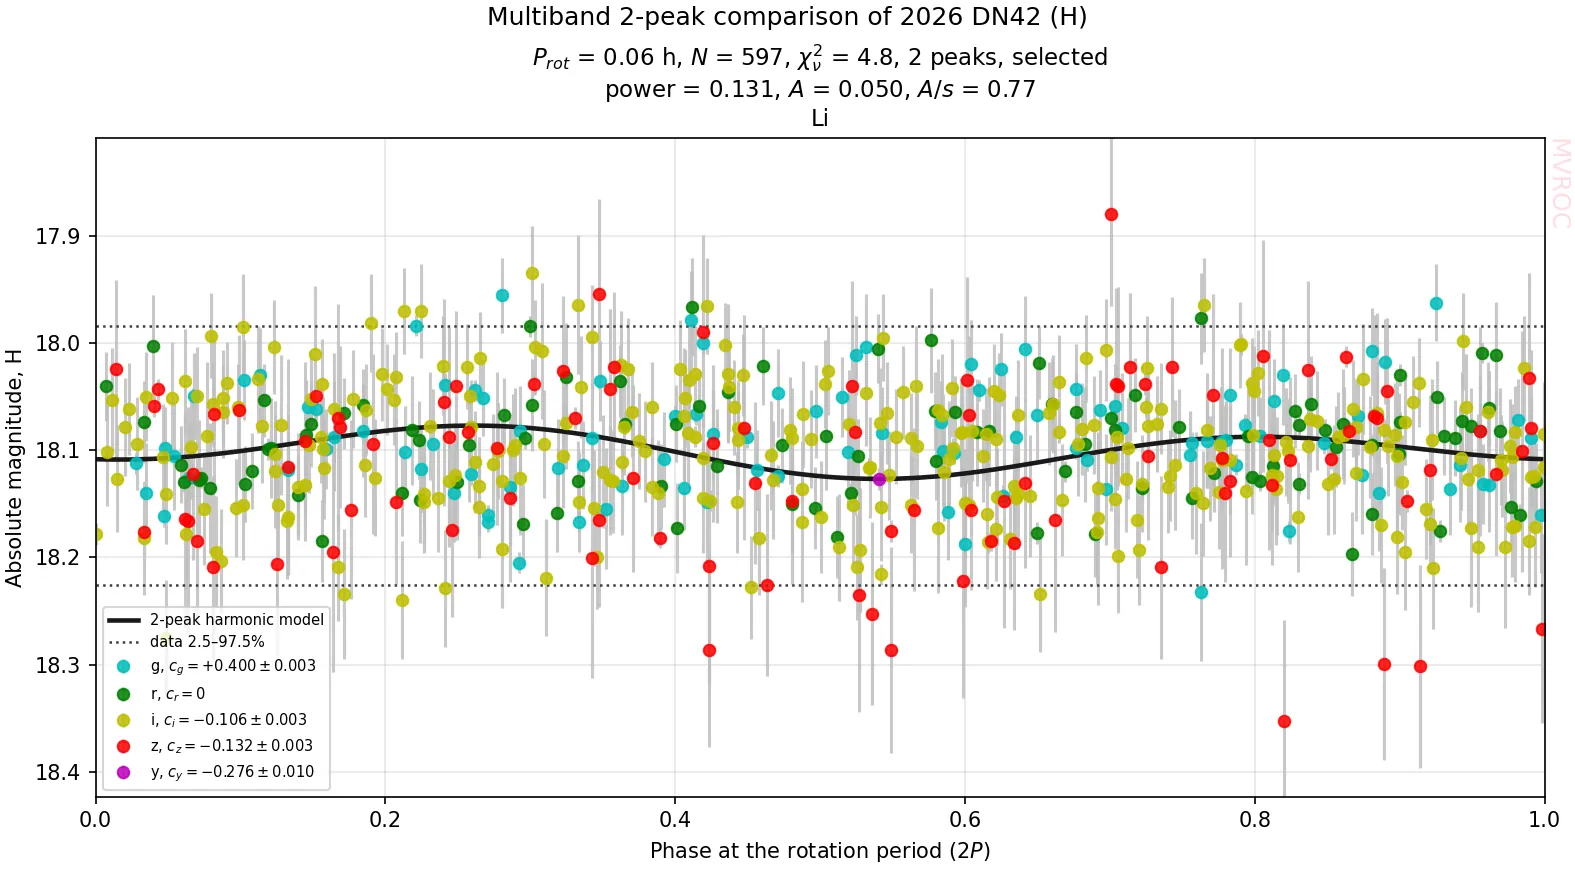 Multiband 2-peak comparison of 2026 DN42 (H)
P_rot = 0.06 h, N = 597, χ²_ν = 4.8, 2 peaks, selected
power = 0.131, A = 0.050, A/s = 0.77
Li
MVROC
Absolute magnitude, H
17.9
18.0
18.1
18.2
18.3
18.4
2-peak harmonic model
data 2.5–97.5%
g, c_g = +0.400 ± 0.003
r, c_r = 0
i, c_i = −0.106 ± 0.003
z, c_z = −0.132 ± 0.003
y, c_y = −0.276 ± 0.010
0.0 0.2 0.4 0.6 0.8 1.0
Phase at the rotation period (2P)